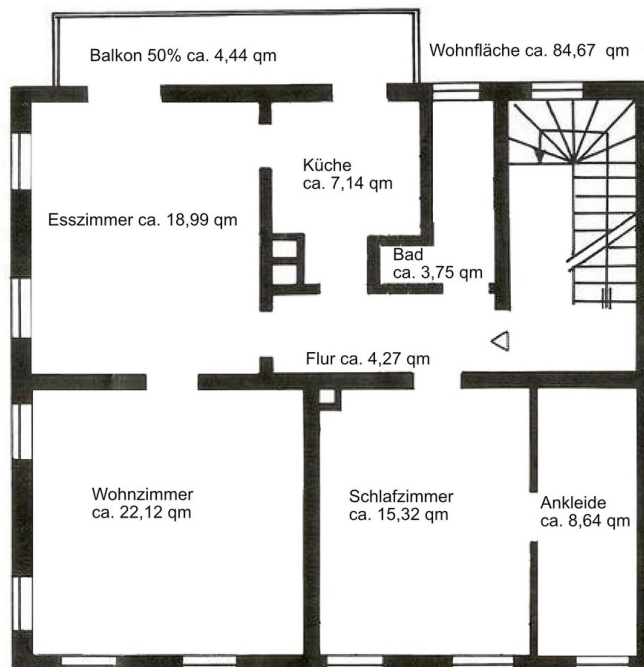 Balkon 50% ca. 4,44 qm
Wohnfläche ca. 84,67 qm
Küche
ca. 7,14 qm
Esszimmer ca. 18,99 qm
Bad
ca. 3,75 qm
Flur ca. 4,27 qm
Wohnzimmer
ca. 22,12 qm
Schlafzimmer
ca. 15,32 qm
Ankleide
ca. 8,64 qm